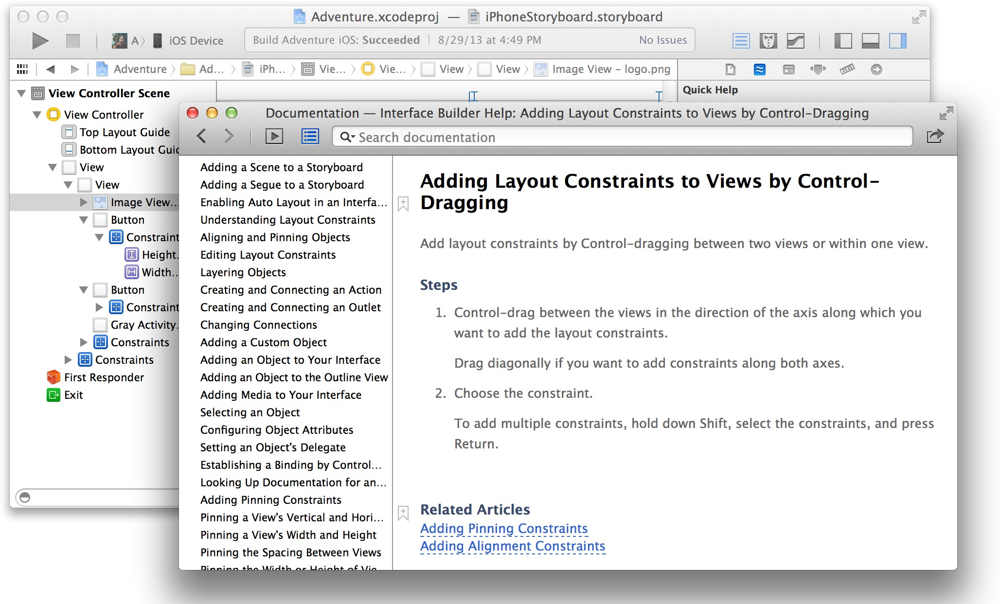 Adventure.xcodeproj — iPhoneStoryboard.storyboard
A iOS Device
Build Adventure iOS: Succeeded 8/29/13 at 4:49 PM No Issues
Adventure Ad... iPh... Vie... Vie... View View Image View – logo.png
Quick Help
View Controller Scene
View Controller
Top Layout Guide
Bottom Layout Guid
View
View
Image View...
Button
Constraint
Height.
Width..
Button
Constraint
Gray Activity.
Constraints
Constraints
First Responder
Exit
Documentation — Interface Builder Help: Adding Layout Constraints to Views by Control-Dragging
Search documentation
Adding a Scene to a Storyboard
Adding a Segue to a Storyboard
Enabling Auto Layout in an Interfa...
Understanding Layout Constraints
Aligning and Pinning Objects
Editing Layout Constraints
Layering Objects
Creating and Connecting an Action
Creating and Connecting an Outlet
Changing Connections
Adding a Custom Object
Adding an Object to Your Interface
Adding an Object to the Outline View
Adding Media to Your Interface
Selecting an Object
Configuring Object Attributes
Setting an Object’s Delegate
Establishing a Binding by Control...
Looking Up Documentation for an...
Adding Pinning Constraints
Pinning a View’s Vertical and Hori...
Pinning a View’s Width and Height
Pinning the Spacing Between Views
Pinning the Width or Height of Vie
Adding Layout Constraints to Views by Control-
Dragging
Add layout constraints by Control-dragging between two views or within one view.
Steps
1. Control-drag between the views in the direction of the axis along which you
want to add the layout constraints.
Drag diagonally if you want to add constraints along both axes.
2. Choose the constraint.
To add multiple constraints, hold down Shift, select the constraints, and press
Return.
Related Articles
Adding Pinning Constraints
Adding Alignment Constraints